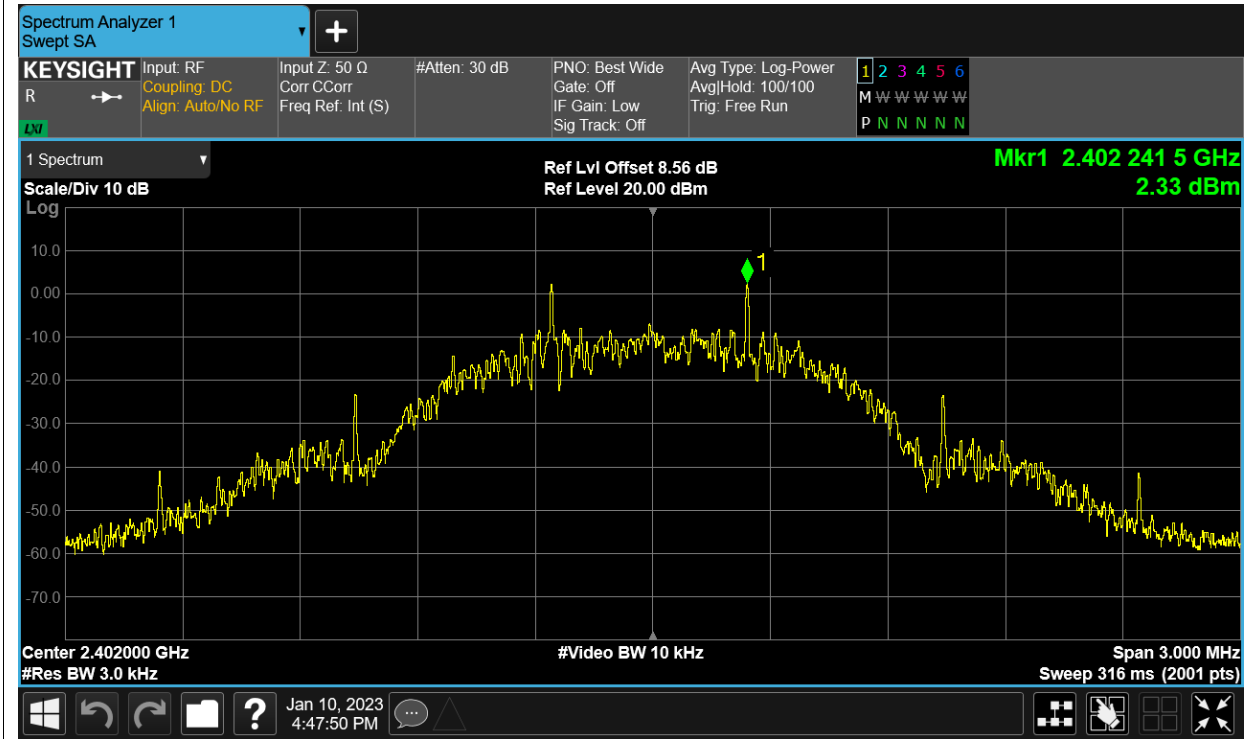 Spectrum Analyzer 1
Swept SA
+
KEYSIGHT
R
LXI
Input: RF
Coupling: DC
Align: Auto/No RF
Input Z: 50 Ω
Corr CCorr
Freq Ref: Int (S)
#Atten: 30 dB
PNO: Best Wide
Gate: Off
IF Gain: Low
Sig Track: Off
Avg Type: Log-Power
Avg|Hold: 100/100
Trig: Free Run
1 2 3 4 5 6
M W W W W W
P N N N N N
1 Spectrum
Scale/Div 10 dB
Log
Ref Lvl Offset 8.56 dB
Ref Level 20.00 dBm
Mkr1 2.402 241 5 GHz
2.33 dBm
1
10.0
0.00
-10.0
-20.0
-30.0
-40.0
-50.0
-60.0
-70.0
Center 2.402000 GHz
#Res BW 3.0 kHz
#Video BW 10 kHz
Span 3.000 MHz
Sweep 316 ms (2001 pts)
?
Jan 10, 2023
4:47:50 PM